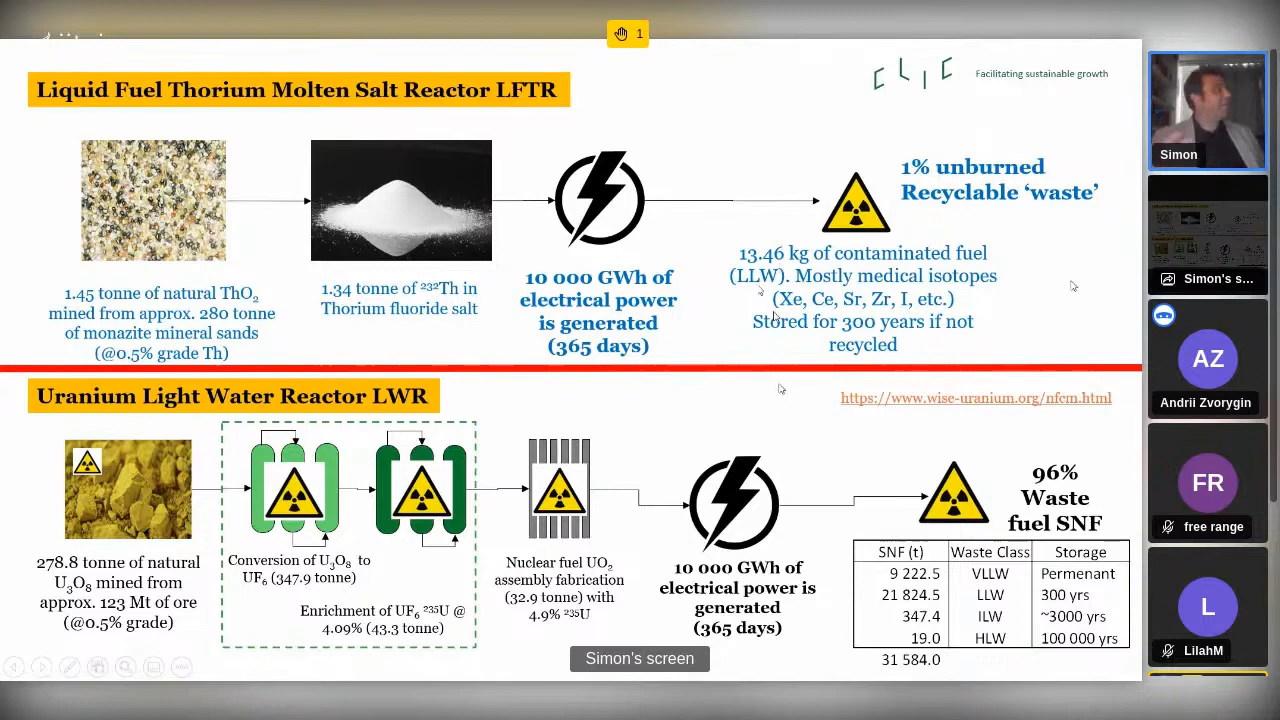 1
Liquid Fuel Thorium Molten Salt Reactor LFTR
CLIC
Facilitating sustainable growth
1.45 tonne of natural ThO₂
mined from approx. 280 tonne
of monazite mineral sands
(@0.5% grade Th)
1.34 tonne of ²³²Th in
Thorium fluoride salt
10 000 GWh of
electrical power
is generated
(365 days)
1% unburned
Recyclable ‘waste’
13.46 kg of contaminated fuel
(LLW). Mostly medical isotopes
(Xe, Ce, Sr, Zr, I, etc.)
Stored for 300 years if not
recycled
Uranium Light Water Reactor LWR
https://www.wise-uranium.org/nfcm.html
278.8 tonne of natural
U₃O₈ mined from
approx. 123 Mt of ore
(@0.5% grade)
Conversion of U₃O₈ to
UF₆ (347.9 tonne)
Enrichment of UF₆ ²³⁵U @
4.09% (43.3 tonne)
Nuclear fuel UO₂
assembly fabrication
(32.9 tonne) with
4.9% ²³⁵U
10 000 GWh of
electrical power is
generated
(365 days)
96%
Waste
fuel SNF
SNF (t) Waste Class Storage
9 222.5 VLLW Permenant
21 824.5 LLW 300 yrs
347.4 ILW ~3000 yrs
19.0 HLW 100 000 yrs
31 584.0
Simon's screen
Simon
Simon's s...
AZ
Andrii Zvorygin
FR
free range
L
LilahM